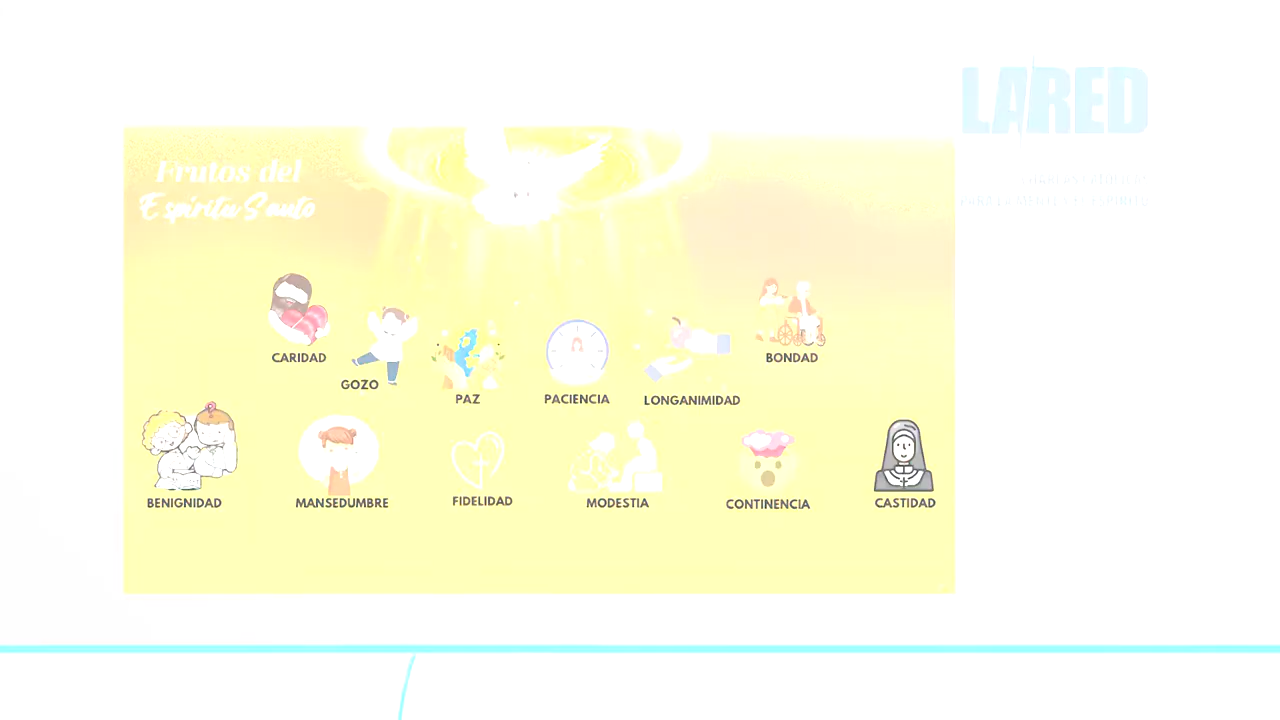 LARED
Frutos del
Espíritu Santo
CARIDAD
GOZO
PAZ
PACIENCIA
LONGANIMIDAD
BONDAD
BENIGNIDAD
MANSEDUMBRE
FIDELIDAD
MODESTIA
CONTINENCIA
CASTIDAD